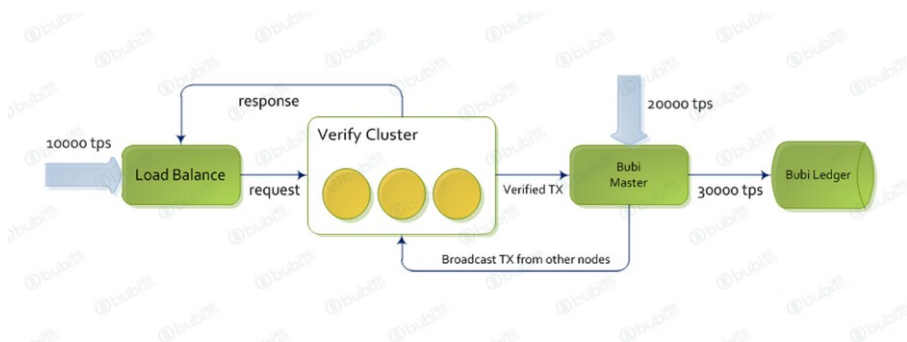 10000 tps
Load Balance
response
request
Verify Cluster
Verified TX
20000 tps
Bubi
Master
30000 tps
Bubi Ledger
Broadcast TX from other nodes